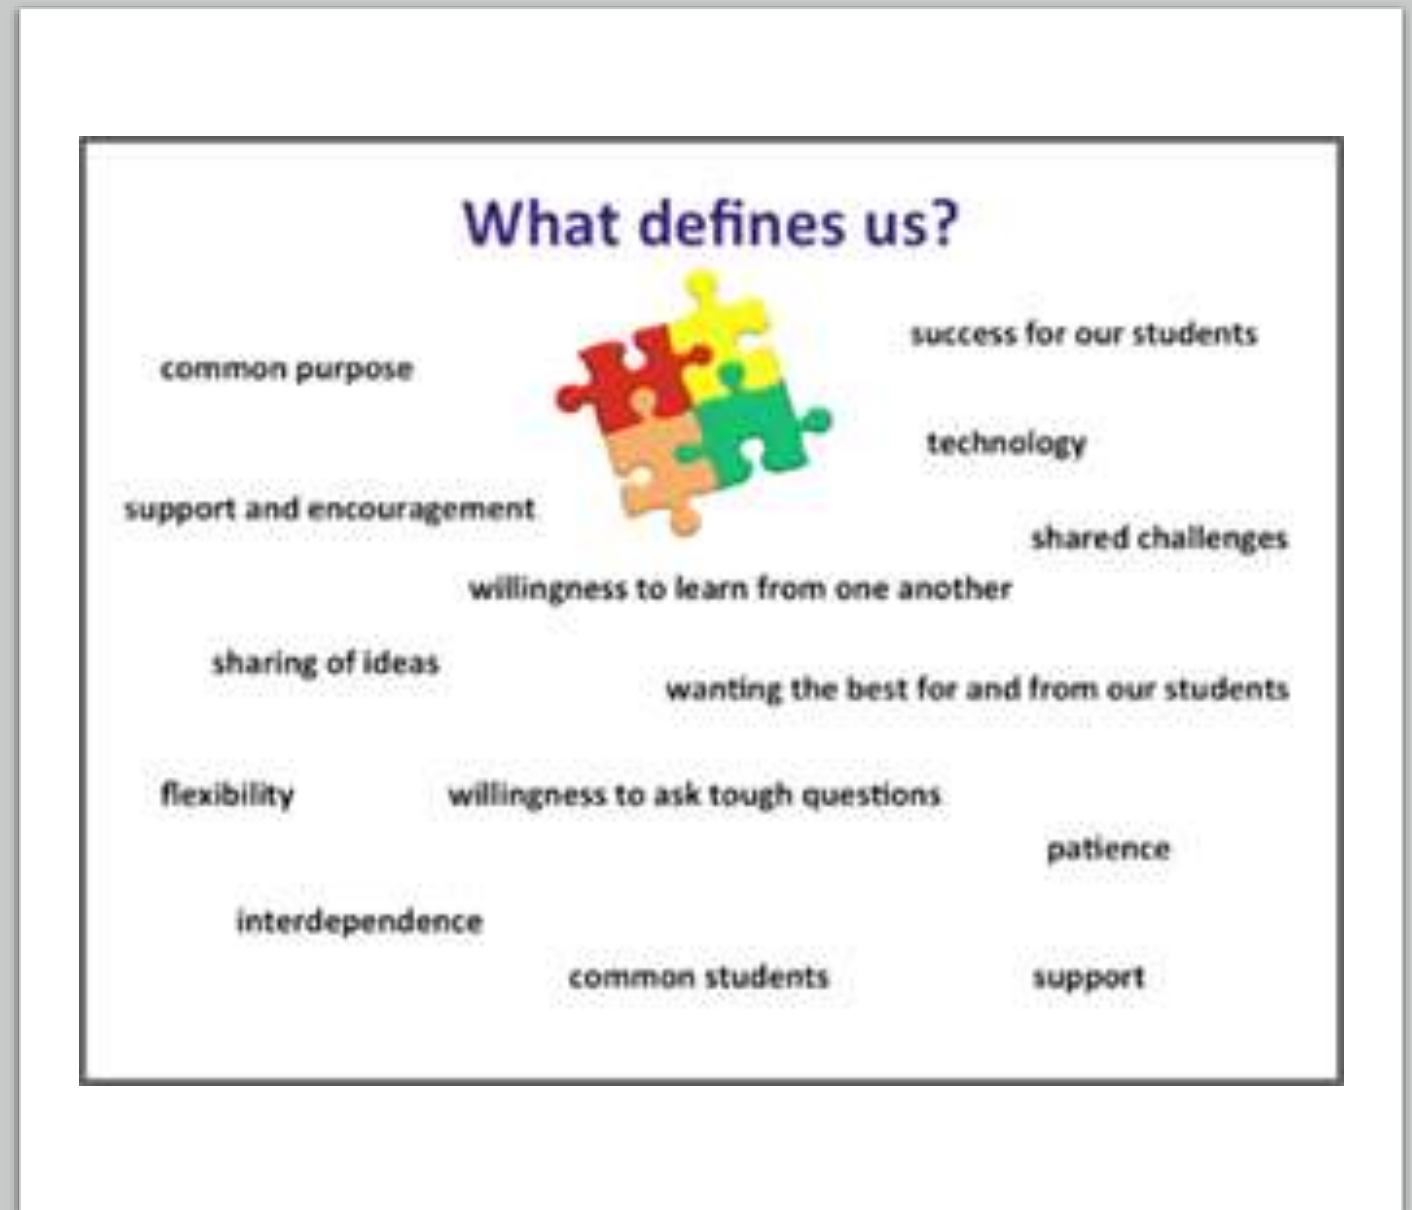 What defines us?
success for our students
common purpose
technology
support and encouragement
shared challenges
willingness to learn from one another
sharing of ideas
wanting the best for and from our students
flexibility
willingness to ask tough questions
patience
interdependence
common students
support